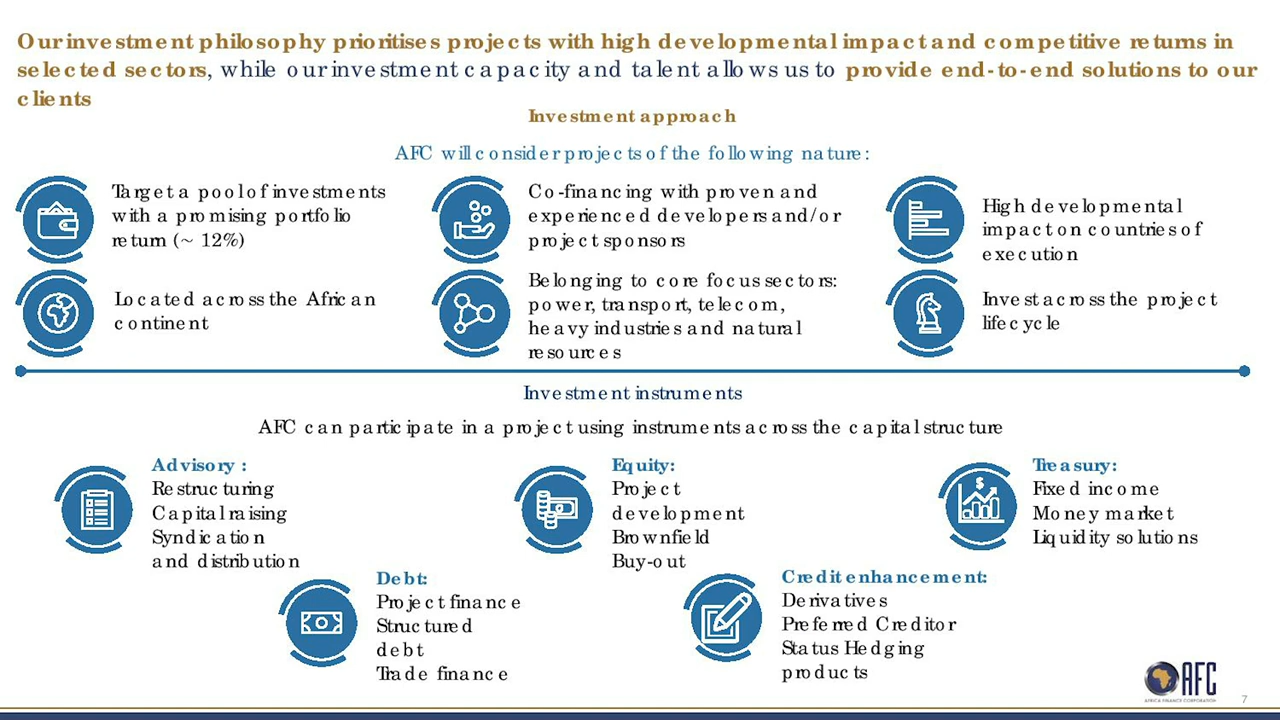 Our investment philosophy prioritises projects with high developmental impact and competitive returns in
selected sectors, while our investment capacity and talent allows us to provide end-to-end solutions to our
clients
Investment approach
AFC will consider projects of the following nature:
Target a pool of investments
with a promising portfolio
return (~ 12%)
Co-financing with proven and
experienced developers and/or
project sponsors
High developmental
impact on countries of
execution
Located across the African
continent
Belonging to core focus sectors:
power, transport, telecom,
heavy industries and natural
resources
Invest across the project
lifecycle
Investment instruments
AFC can participate in a project using instruments across the capital structure
Advisory :
Restructuring
Capital raising
Syndication
and distribution
Equity:
Project
development
Brownfield
Buy-out
Treasury:
Fixed income
Money market
Liquidity solutions
Debt:
Project finance
Structured
debt
Trade finance
Credit enhancement:
Derivatives
Preferred Creditor
Status Hedging
products
AFC
AFRICA FINANCE CORPORATION
7